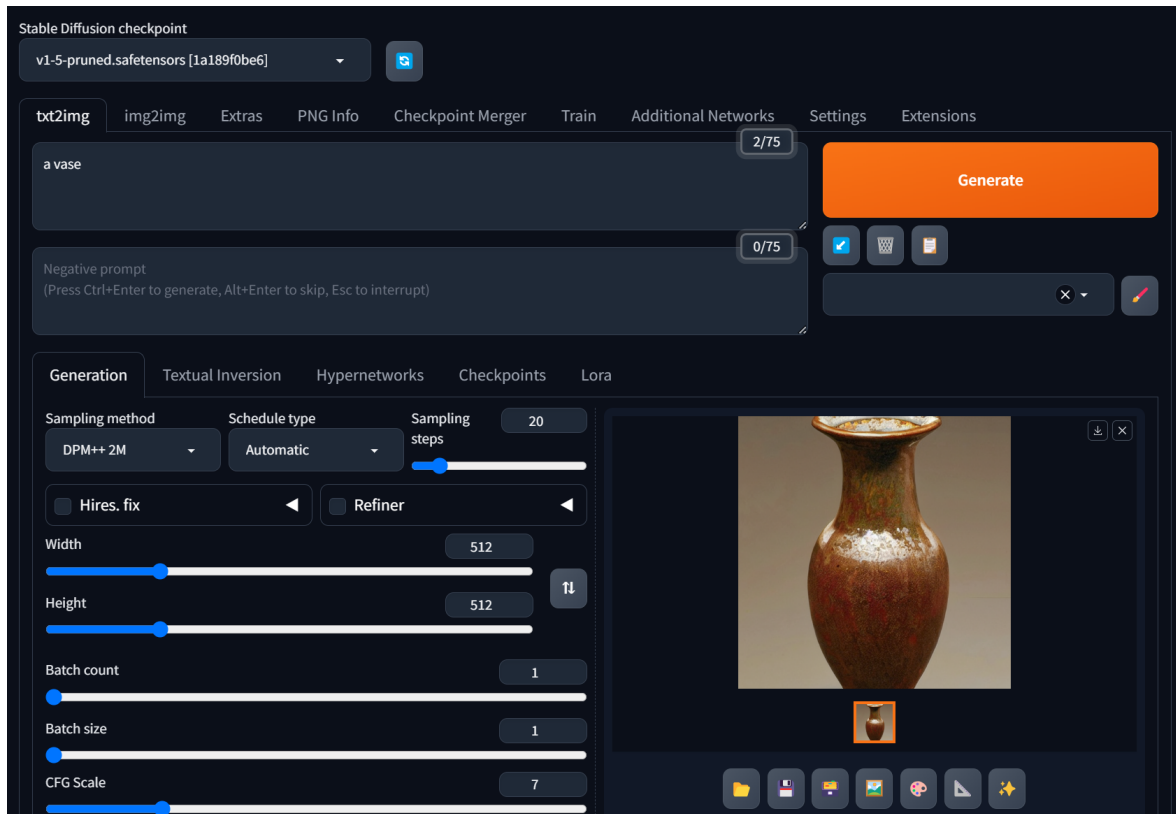 Stable Diffusion checkpoint
v1-5-pruned.safetensors [1a189f0be6]
txt2img img2img Extras PNG Info Checkpoint Merger Train Additional Networks Settings Extensions
2/75
a vase
Generate
0/75
Negative prompt
(Press Ctrl+Enter to generate, Alt+Enter to skip, Esc to interrupt)
Generation Textual Inversion Hypernetworks Checkpoints Lora
Sampling method Schedule type Sampling steps 20
DPM++ 2M Automatic
Hires. fix Refiner
Width 512
Height 512
Batch count 1
Batch size 1
CFG Scale 7